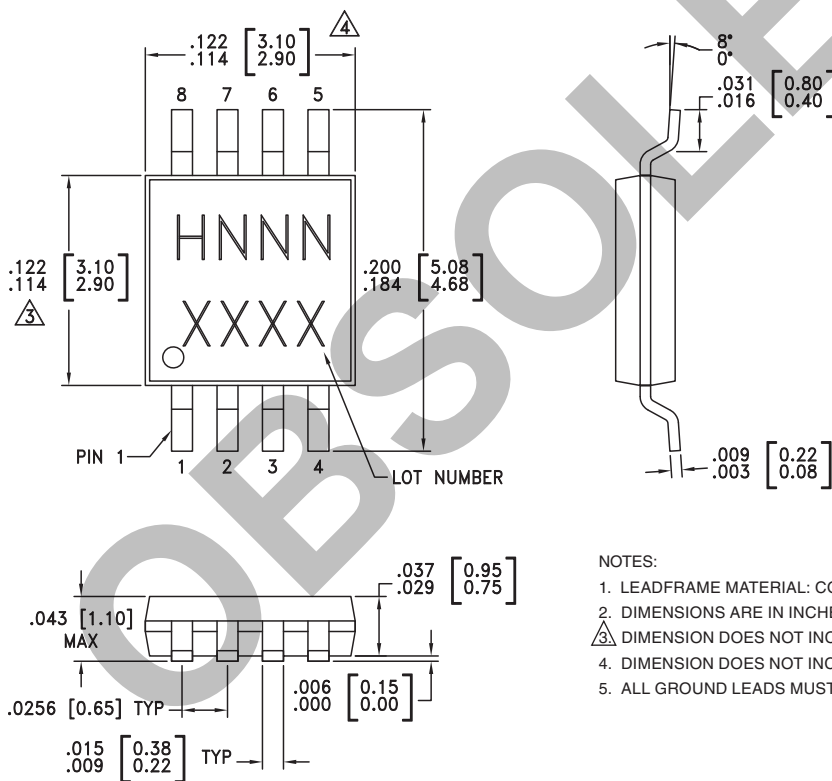 .122 [3.10]
.114 [2.90]
4
8 7 6 5
8°
0°
.031 [0.80]
.016 [0.40]
HNNN
XXXX
.122 [3.10]
.114 [2.90]
3
.200 [5.08]
.184 [4.68]
PIN 1
1 2 3 4
LOT NUMBER
.009 [0.22]
.003 [0.08]
.037 [0.95]
.029 [0.75]
.043 [1.10]
MAX
.006 [0.15]
.000 [0.00]
.0256 [0.65] TYP
.015 [0.38]
.009 [0.22]
TYP
NOTES:
1. LEADFRAME MATERIAL:
2. DIMENSIONS ARE IN
3. DIMENSION DOES NOT
4. DIMENSION DOES NOT
5. ALL GROUND LEADS MUST